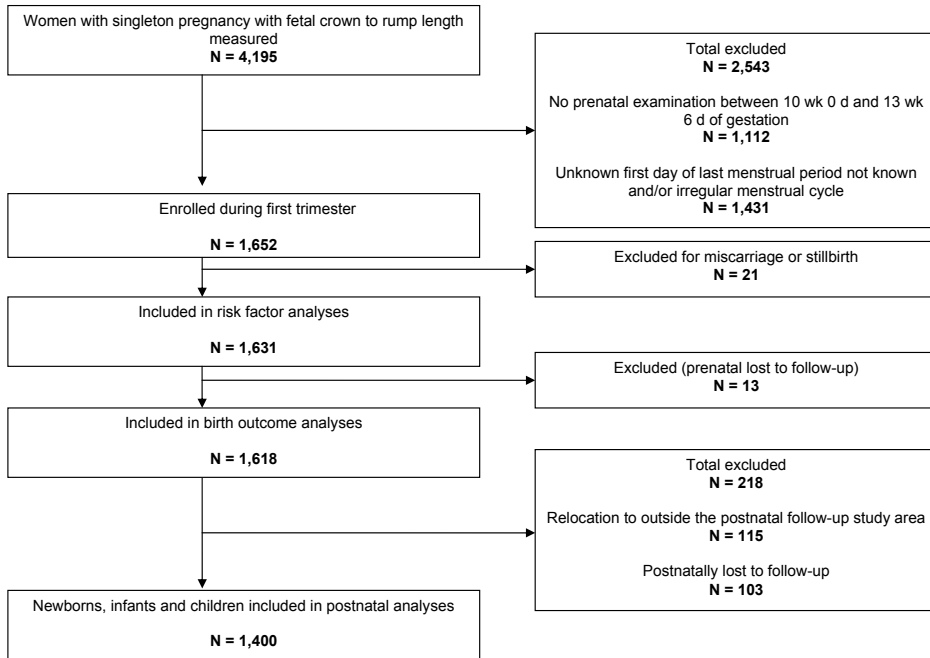 Women with singleton pregnancy with fetal crown to rump length
measured
N = 4,195
Total excluded
N = 2,543
No prenatal examination between 10 wk 0 d and 13 wk
6 d of gestation
N = 1,112
Unknown first day of last menstrual period not known
and/or irregular menstrual cycle
N = 1,431
Enrolled during first trimester
N = 1,652
Excluded for miscarriage or stillbirth
N = 21
Included in risk factor analyses
N = 1,631
Excluded (prenatal lost to follow-up)
N = 13
Included in birth outcome analyses
N = 1,618
Total excluded
N = 218
Relocation to outside the postnatal follow-up study area
N = 115
Postnatally lost to follow-up
N = 103
Newborns, infants and children included in postnatal analyses
N = 1,400